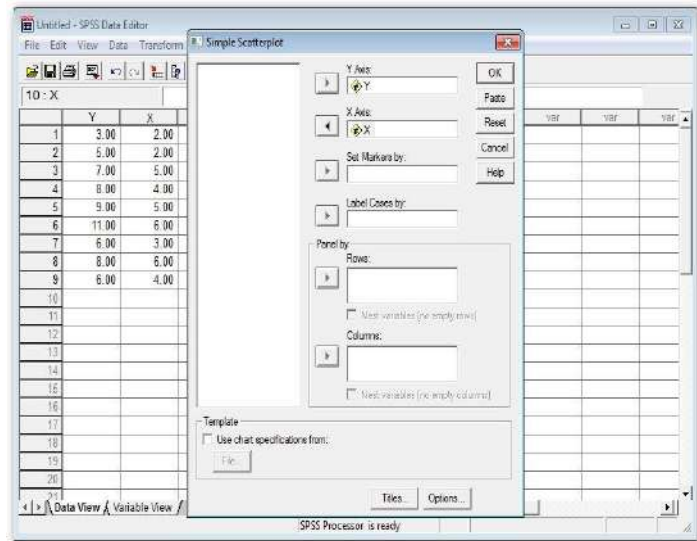 Untitled - SPSS Data Editor
File Edit View Data Transform
10 : X
Y X var var var
1 3.00 2.00
2 5.00 2.00
3 7.00 5.00
4 8.00 4.00
5 9.00 5.00
6 11.00 6.00
7 6.00 3.00
8 8.00 6.00
9 6.00 4.00
10
11
12
13
14
15
16
17
18
19
20
21
Data View Variable View
SPSS Processor is ready
Simple Scatterplot
Y Axis:
Y
X Axis:
X
Set Markers by:
Label Cases by:
Panel by
Rows:
Nest variables (no empty rows)
Columns:
Nest variables (no empty columns)
Template
Use chart specifications from:
File...
Titles... Options...
OK
Paste
Reset
Cancel
Help